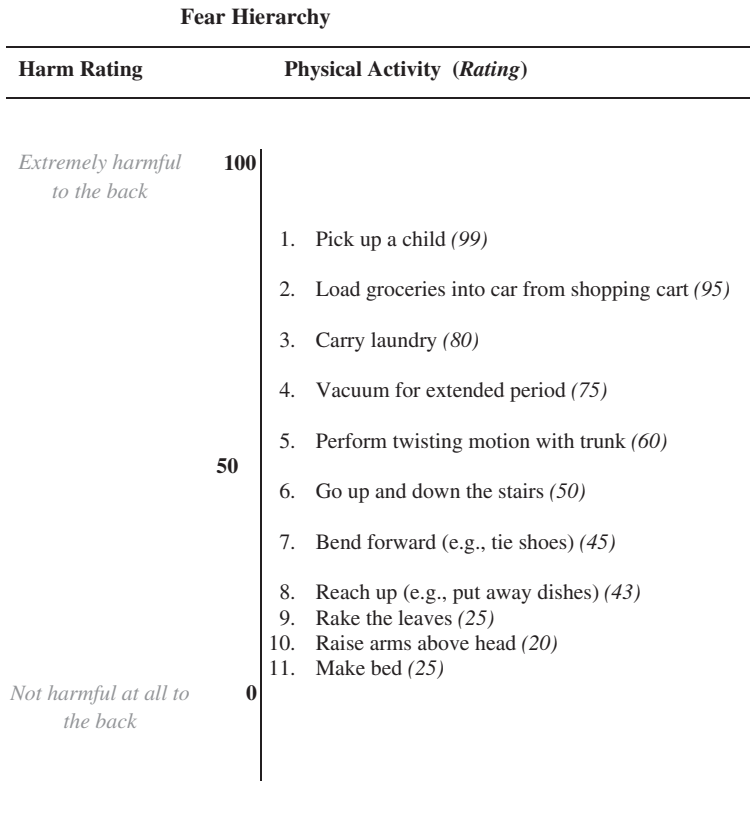 Fear Hierarchy
Harm Rating Physical Activity (Rating)
Extremely harmful
to the back
100
1. Pick up a child (99)
2. Load groceries into car from shopping cart (95)
3. Carry laundry (80)
4. Vacuum for extended period (75)
5. Perform twisting motion with trunk (60)
50
6. Go up and down the stairs (50)
7. Bend forward (e.g., tie shoes) (45)
8. Reach up (e.g., put away dishes) (43)
9. Rake the leaves (25)
10. Raise arms above head (20)
11. Make bed (25)
Not harmful at all to
the back
0